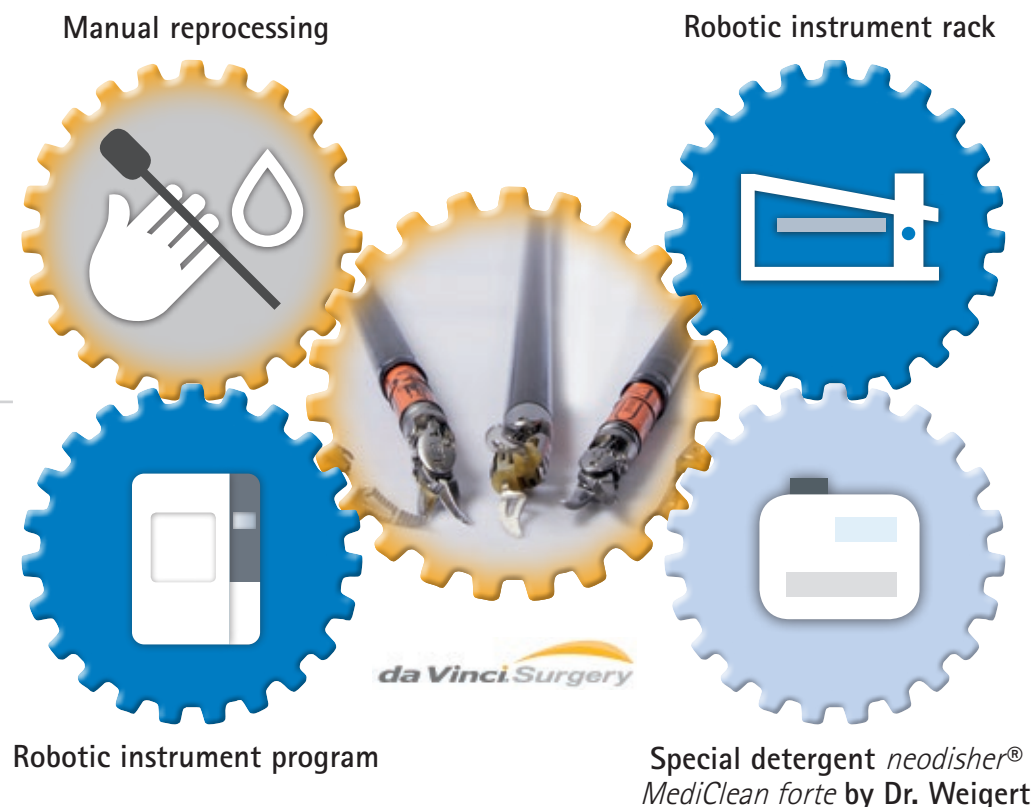 Manual reprocessing
Robotic instrument rack
da Vinci Surgery
Robotic instrument program
Special detergent neodisher®
MediClean forte by Dr. Weigert